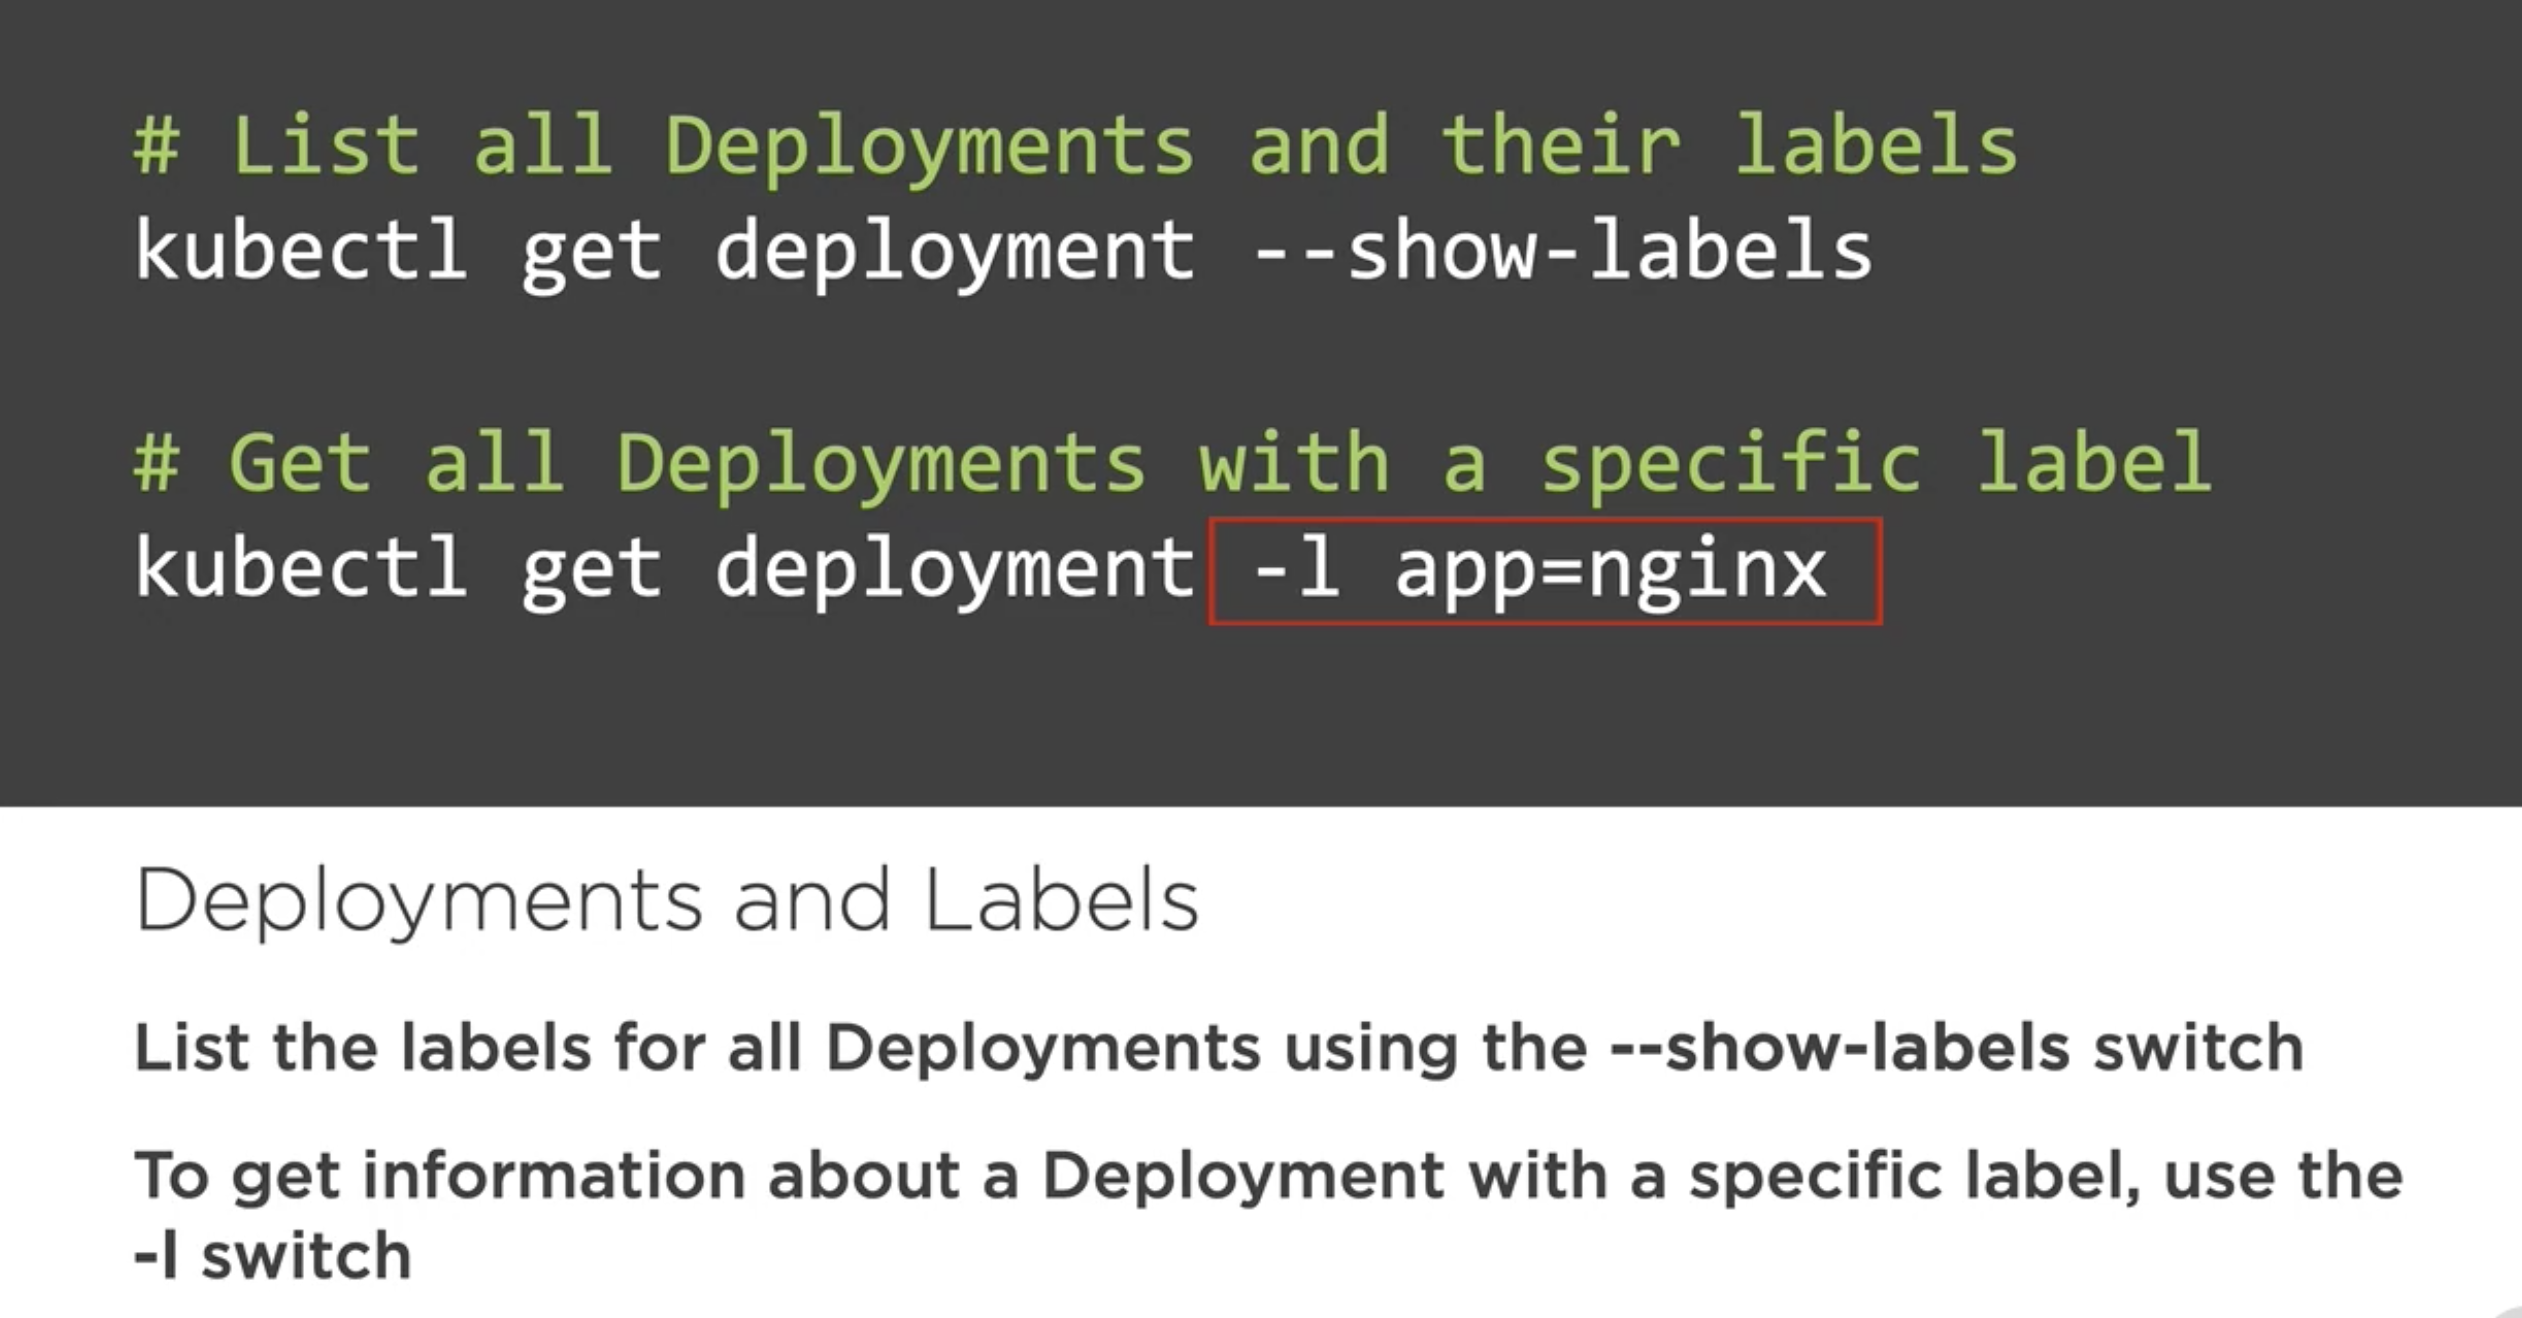 # List all Deployments and their labels
kubectl get deployment --show-labels
# Get all Deployments with a specific label
kubectl get deployment -l app=nginx
Deployments and Labels
List the labels for all Deployments using the --show-labels switch
To get information about a Deployment with a specific label, use the
-l switch